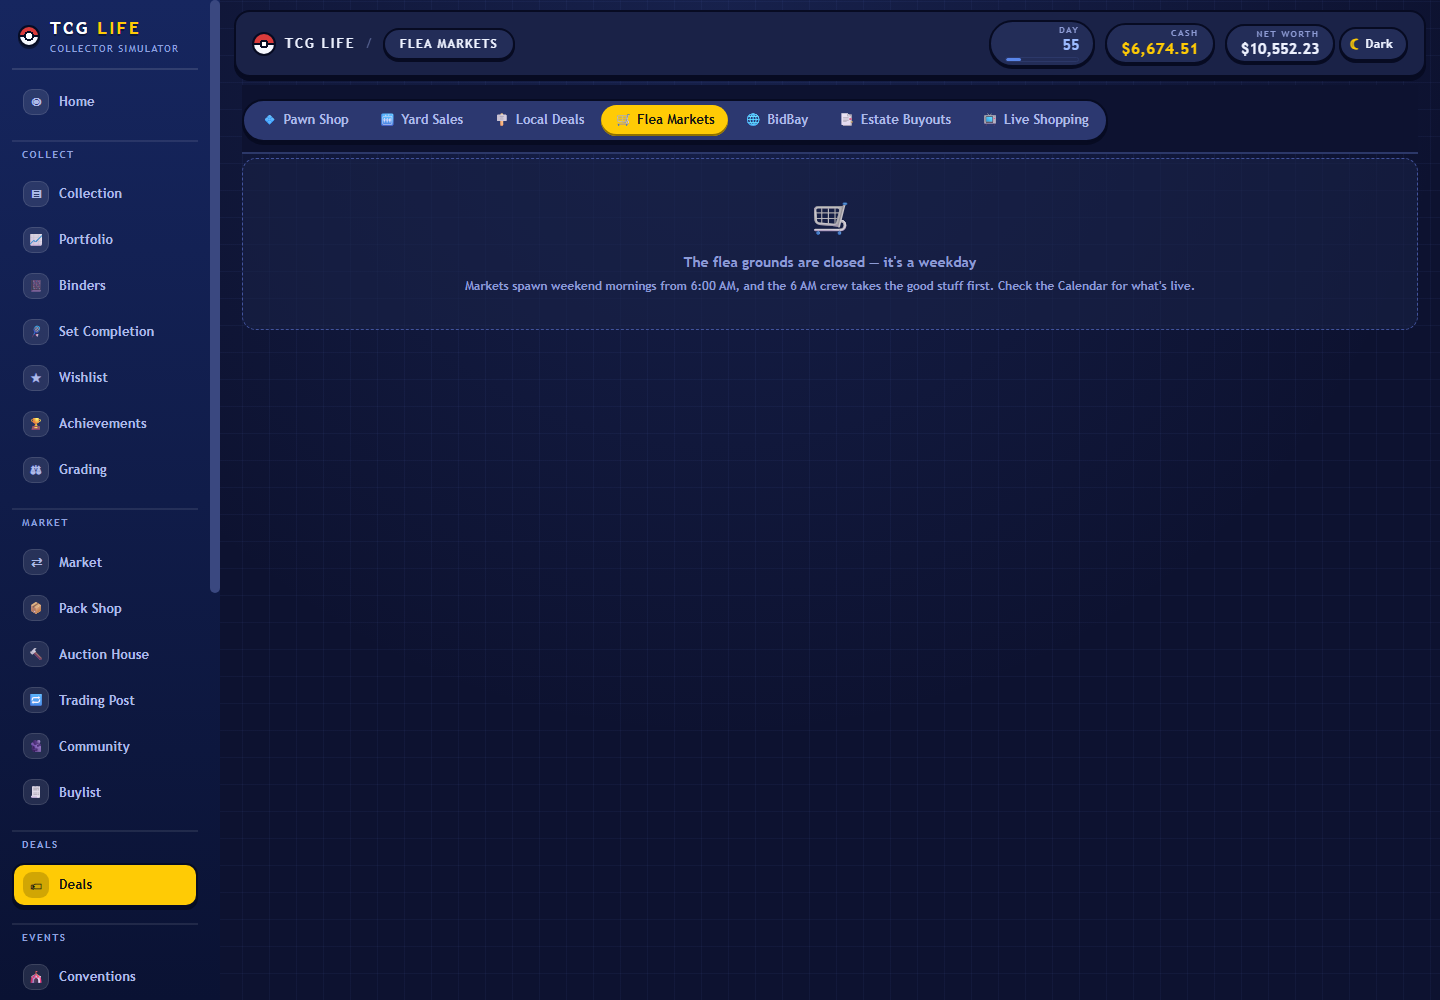 TCG LIFE
COLLECTOR SIMULATOR
Home
COLLECT
Collection
Portfolio
Binders
Set Completion
Wishlist
Achievements
Grading
MARKET
Market
Pack Shop
Auction House
Trading Post
Community
Buylist
DEALS
Deals
EVENTS
Conventions
TCG LIFE / FLEA MARKETS
DAY
55
CASH
$6,674.51
NET WORTH
$10,552.23
Dark
Pawn Shop Yard Sales Local Deals Flea Markets BidBay Estate Buyouts Live Shopping
The flea grounds are closed — it's a weekday
Markets spawn weekend mornings from 6:00 AM, and the 6 AM crew takes the good stuff first. Check the Calendar for what's live.